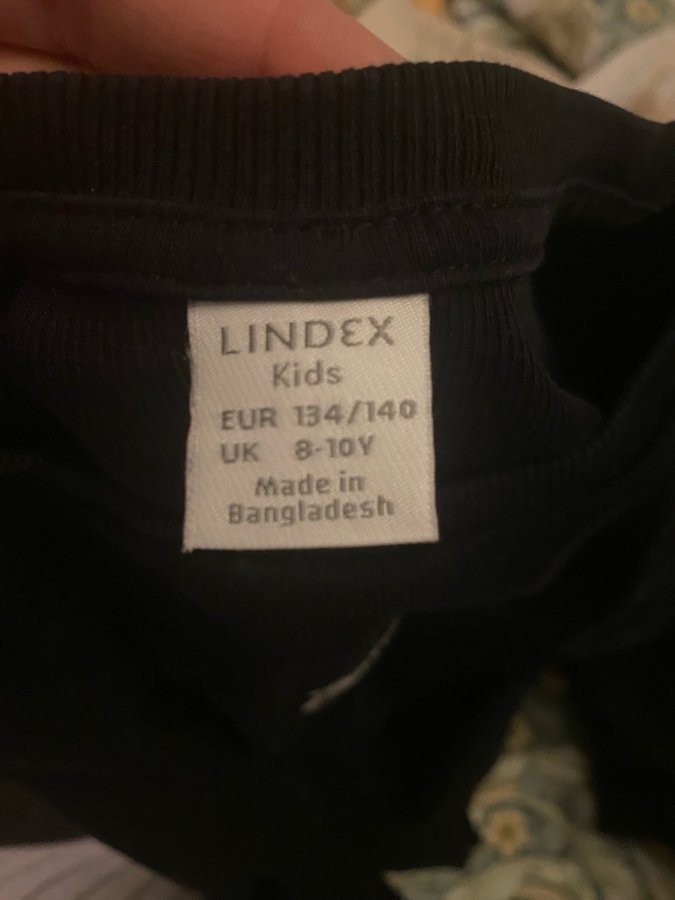 LINDEX
Kids
EUR 134/140
UK 8-10Y
Made in
Bangladesh